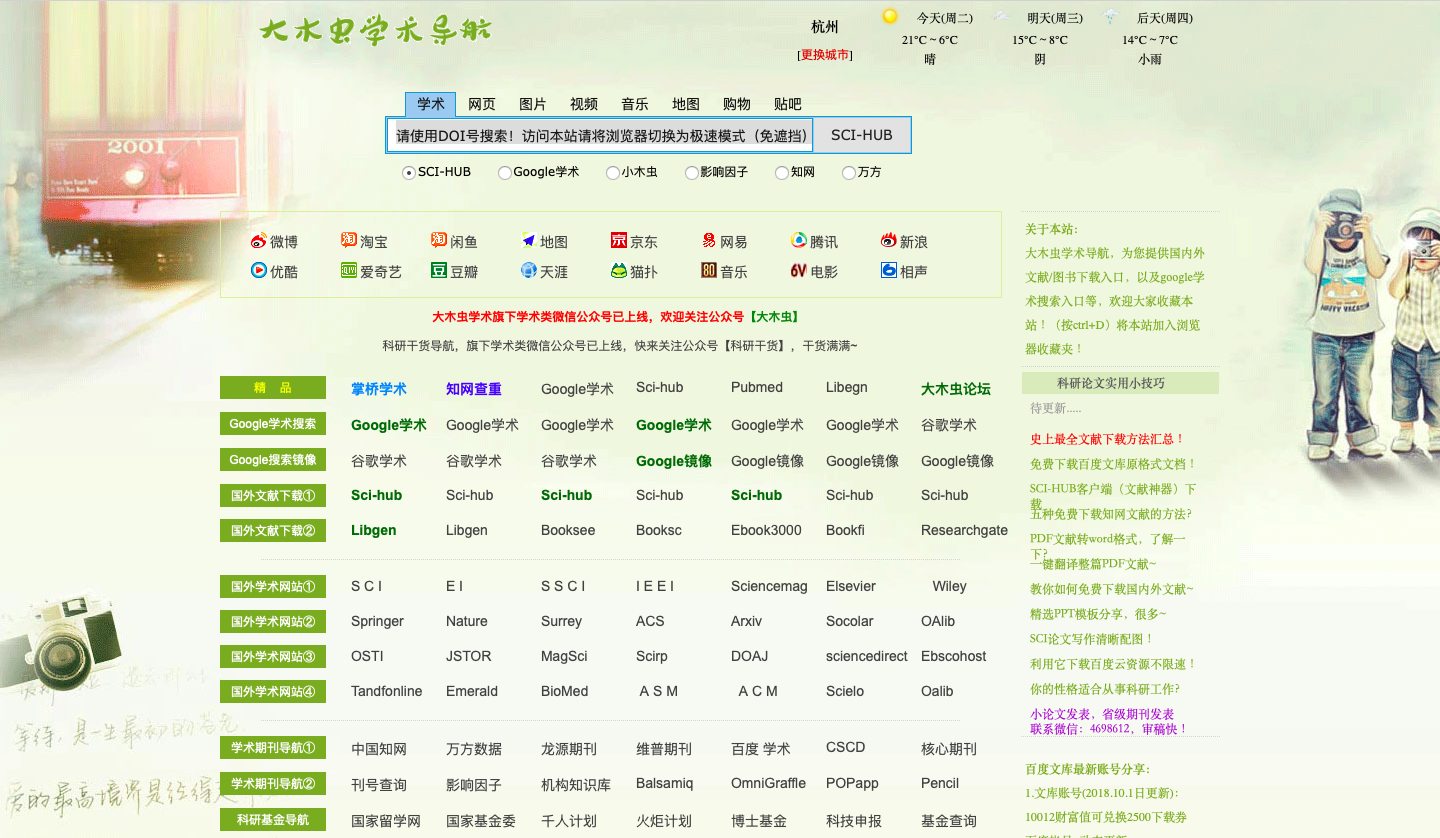 大木虫学术导航
杭州
[更换城市]
今天(周二) 明天(周三) 后天(周四)
21℃ ~ 6℃ 15℃ ~ 8℃ 14℃ ~ 7℃
晴 阴 小雨
学术 网页 图片 视频 音乐 地图 购物 贴吧
请使用DOI号搜索！访问本站请将浏览器切换为极速模式（免遮挡） SCI-HUB
SCI-HUB Google学术 小木虫 影响因子 知网 万方
2001
微博 淘宝 闲鱼 地图 京东 网易 腾讯 新浪
优酷 爱奇艺 豆瓣 天涯 猫扑 音乐 电影 相声
大木虫学术旗下学术类微信公众号已上线，欢迎关注公众号【大木虫】
科研干货导航，旗下学术类微信公众号已上线，快来关注公众号【科研干货】，干货满满~
精 品 掌桥学术 知网查重 Google学术 Sci-hub Pubmed Libegn 大木虫论坛
Google学术搜索 Google学术 Google学术 Google学术 Google学术 Google学术 Google学术 谷歌学术
Google搜索镜像 谷歌学术 谷歌学术 谷歌学术 Google镜像 Google镜像 Google镜像 Google镜像
国外文献下载① Sci-hub Sci-hub Sci-hub Sci-hub Sci-hub Sci-hub Sci-hub
国外文献下载② Libgen Libgen Booksee Booksc Ebook3000 Bookfi Researchgate
国外学术网站① S C I E I S S C I I E E I Sciencemag Elsevier Wiley
国外学术网站② Springer Nature Surrey ACS Arxiv Socolar OAlib
国外学术网站③ OSTI JSTOR MagSci Scirp DOAJ sciencedirect Ebscohost
国外学术网站④ Tandfonline Emerald BioMed A S M A C M Scielo Oalib
学术期刊导航① 中国知网 万方数据 龙源期刊 维普期刊 百度 学术 CSCD 核心期刊
学术期刊导航② 刊号查询 影响因子 机构知识库 Balsamiq OmniGraffle POPapp Pencil
科研基金导航 国家留学网 国家基金委 千人计划 火炬计划 博士基金 科技申报 基金查询
等待，是一生最初的苍老
爱的最高境界是经得
关于本站：
大木虫学术导航，为您提供国内外
文献/图书下载入口，以及google学
术搜索入口等，欢迎大家收藏本
站！（按ctrl+D）将本站加入浏览
器收藏夹！
科研论文实用小技巧
待更新.....
史上最全文献下载方法汇总！
免费下载百度文库原格式文档！
SCI-HUB客户端（文献神器）下
载
五种免费下载知网文献的方法?
PDF文献转word格式，了解一
下?
一键翻译整篇PDF文献~
教你如何免费下载国内外文献~
精选PPT模板分享，很多~
SCI论文写作清晰配图！
利用它下载百度云资源不限速！
你的性格适合从事科研工作?
小论文发表，省级期刊发表
联系微信：4698612，审稿快！
百度文库最新账号分享：
1.文库账号(2018.10.1日更新)：
10012财富值可兑换2500下载券
HAPPY VACATION